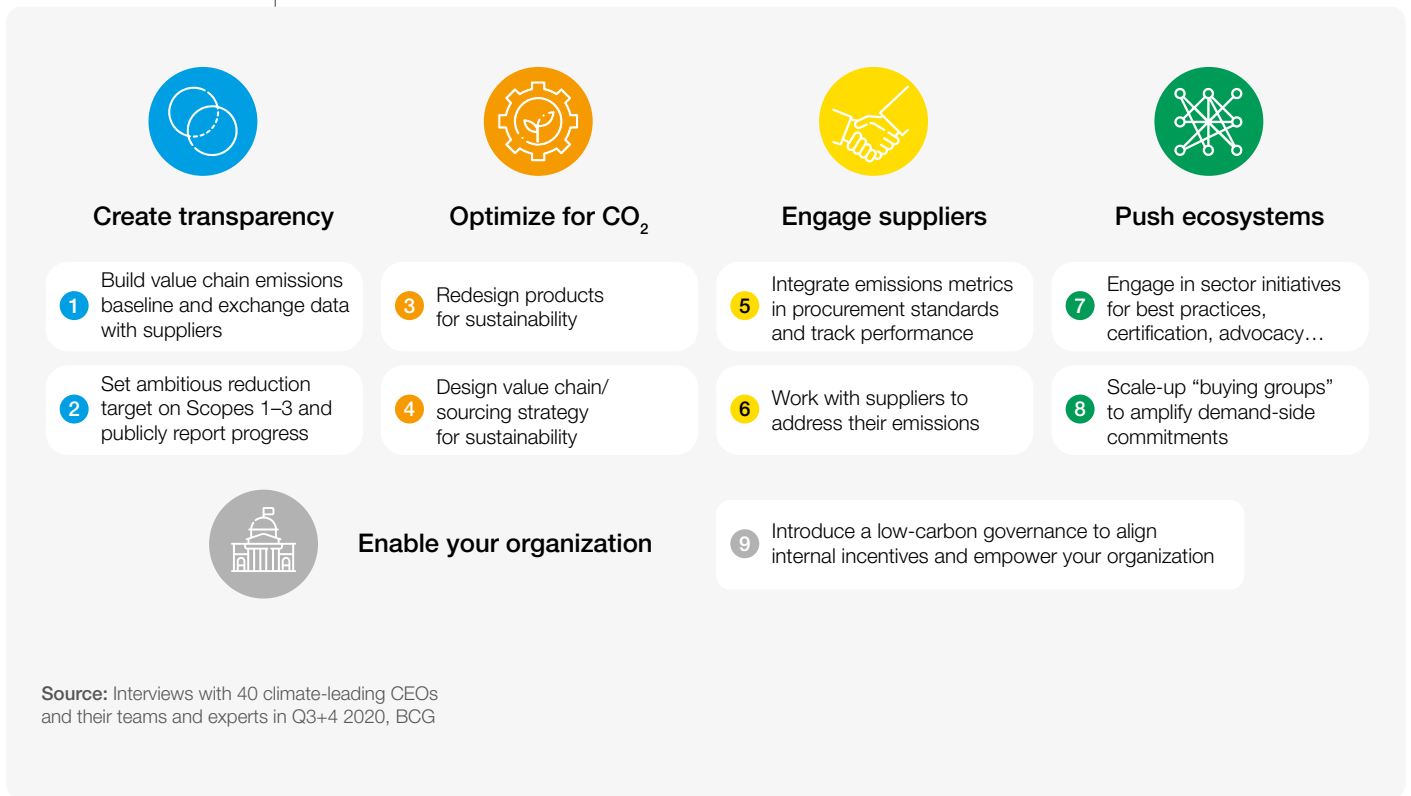 Create transparency
1
Build value chain emissions
baseline and exchange data
with suppliers
2
Set ambitious reduction
target on Scopes 1–3 and
publicly report progress
Optimize for CO₂
3
Redesign products
for sustainability
4
Design value chain/
sourcing strategy
for sustainability
Engage suppliers
5
Integrate emissions metrics
in procurement standards
and track performance
6
Work with suppliers to
address their emissions
Push ecosystems
7
Engage in sector initiatives
for best practices,
certification, advocacy…
8
Scale-up “buying groups”
to amplify demand-side
commitments
Enable your organization
9
Introduce a low-carbon governance to align
internal incentives and empower your organization
Source: Interviews with 40 climate-leading CEOs
and their teams and experts in Q3+4 2020, BCG